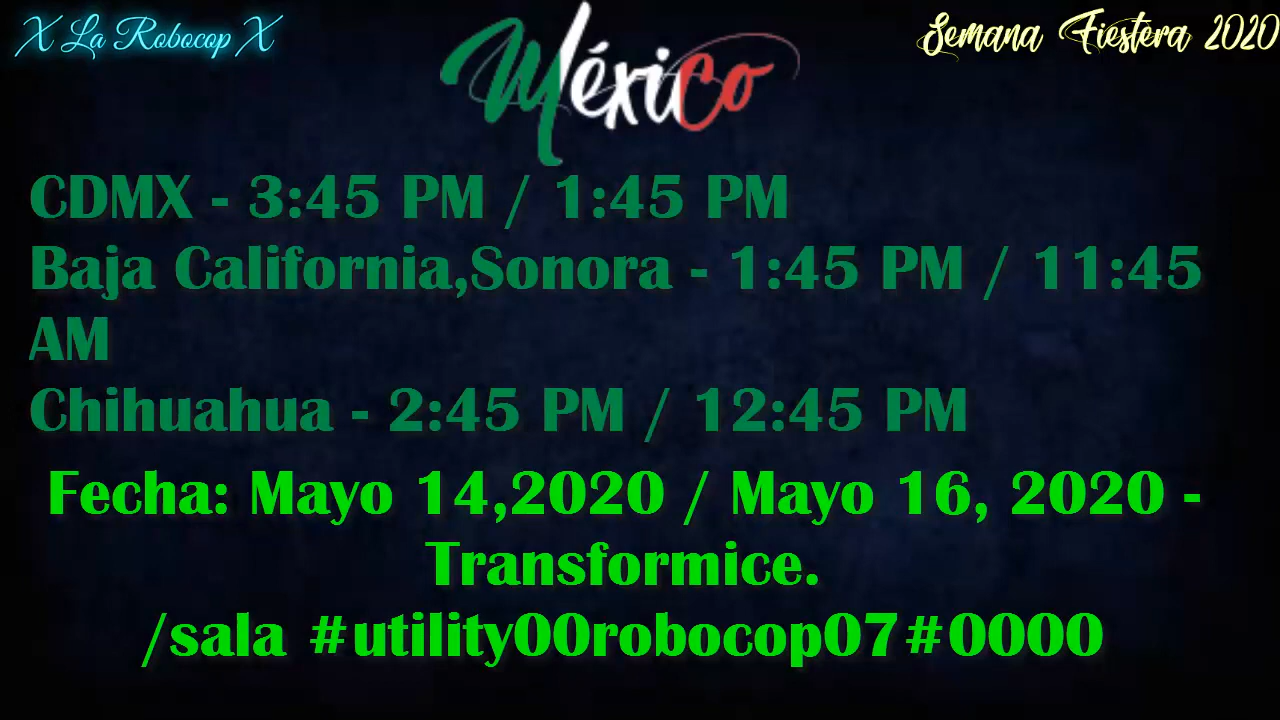 X La Robocop X
Semana Fiestera 2020
México
CDMX - 3:45 PM / 1:45 PM
Baja California,Sonora - 1:45 PM / 11:45
AM
Chihuahua - 2:45 PM / 12:45 PM
Fecha: Mayo 14,2020 / Mayo 16, 2020 -
Transformice.
/sala #utility00robocop07#0000